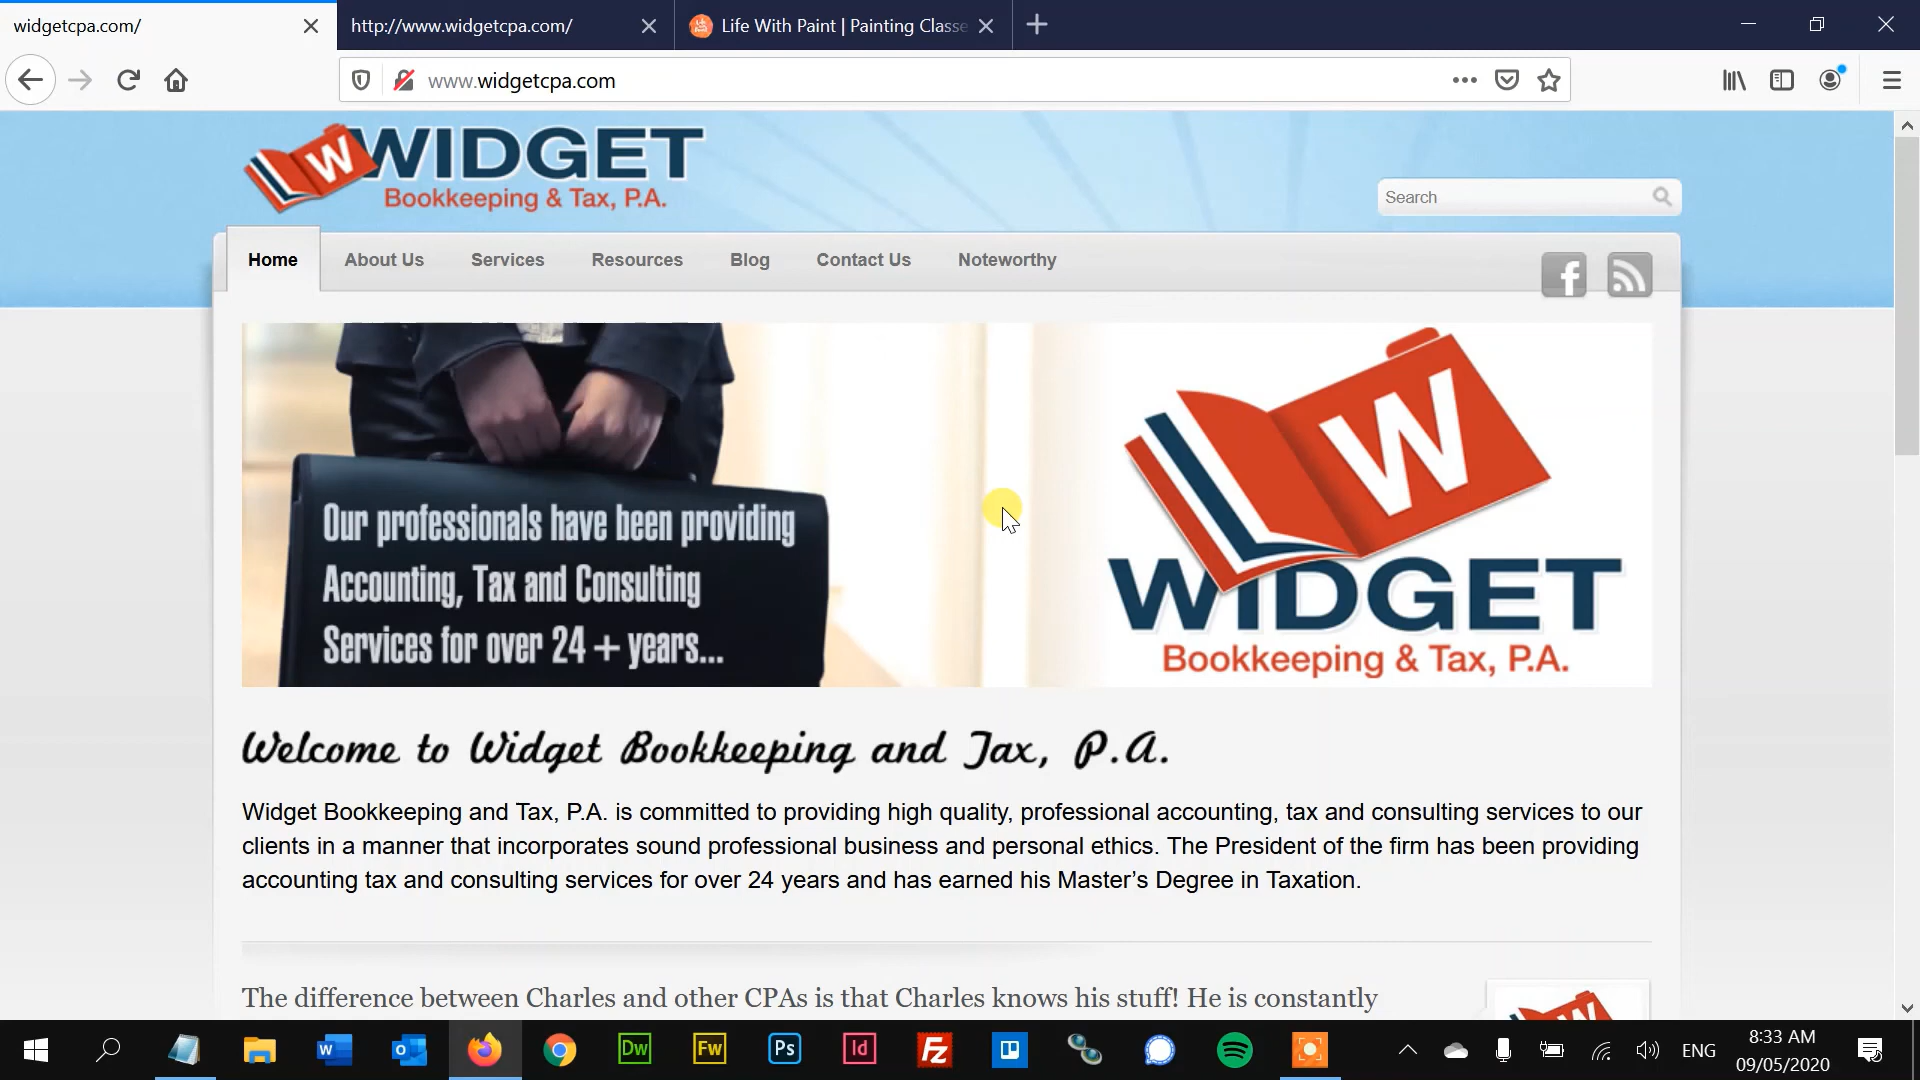 widgetcpa.com/
http://www.widgetcpa.com/
Life With Paint | Painting Classe
www.widgetcpa.com
W WIDGET
Bookkeeping & Tax, P.A.
Search
Home About Us Services Resources Blog Contact Us Noteworthy
f
Our professionals have been providing
Accounting, Tax and Consulting
Services for over 24 + years...
W
WIDGET
Bookkeeping & Tax, P.A.
Welcome to Widget Bookkeeping and Tax, P.A.
Widget Bookkeeping and Tax, P.A. is committed to providing high quality, professional accounting, tax and consulting services to our
clients in a manner that incorporates sound professional business and personal ethics. The President of the firm has been providing
accounting tax and consulting services for over 24 years and has earned his Master’s Degree in Taxation.
The difference between Charles and other CPAs is that Charles knows his stuff! He is constantly
W O Dw Fw Ps Id Fz ENG
8:33 AM
09/05/2020